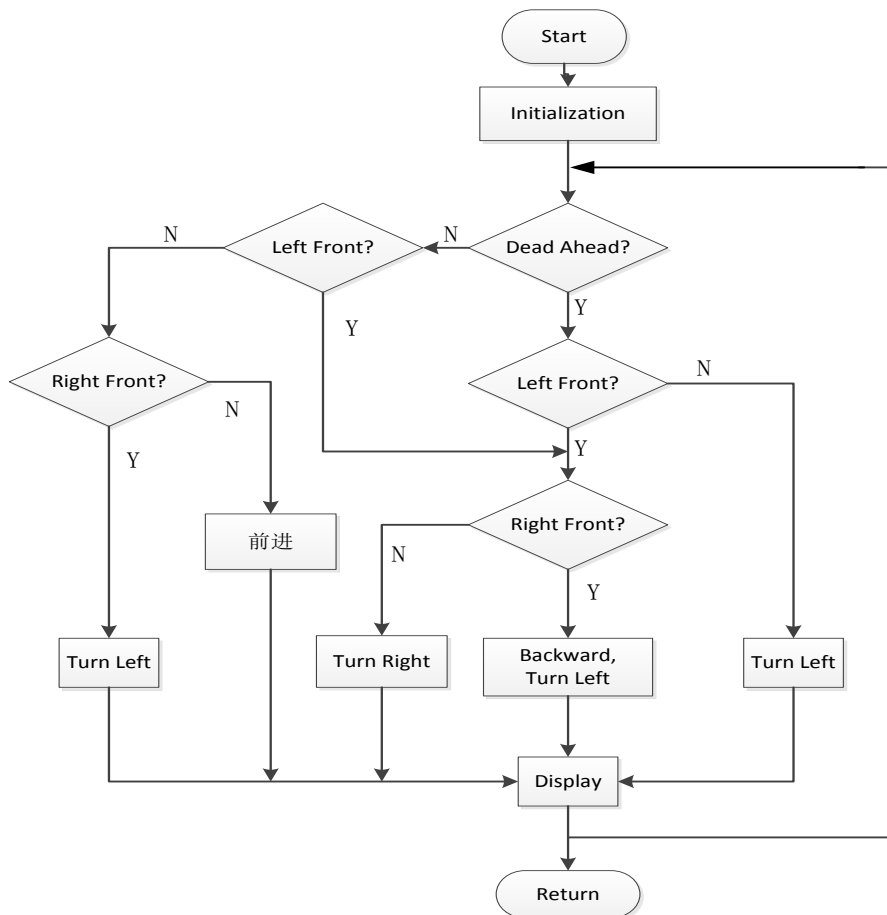 Start
Initialization
N
Left Front?
N
Dead Ahead?
Y
Y
Right Front?
N
Left Front?
N
Y
Y
前进
Right Front?
N
Y
Turn Left
Turn Right
Backward,
Turn Left
Turn Left
Display
Return